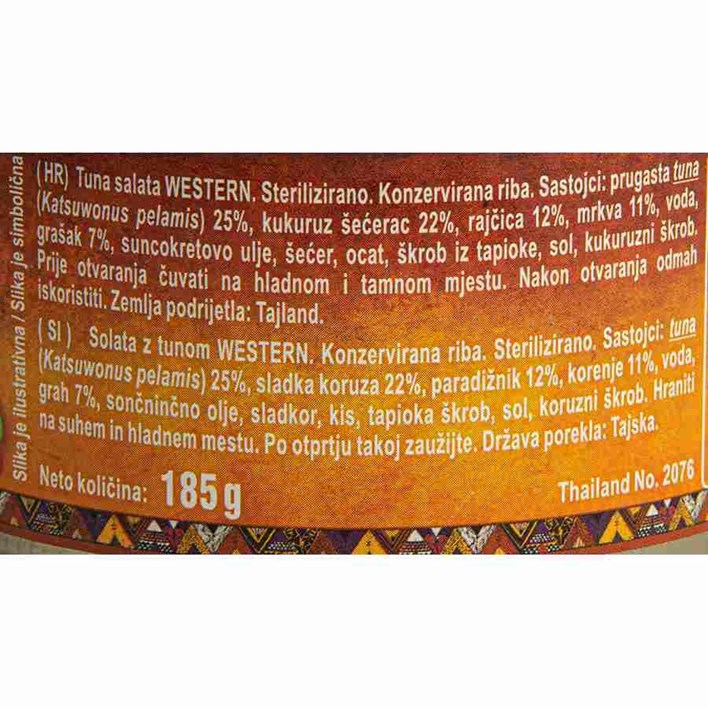 Slika je ilustrativna / Slika je simbolična
(HR) Tuna salata WESTERN. Sterilizirano. Konzervirana riba. Sastojci: prugasta tuna
(Katsuwonus pelamis) 25%, kukuruz šećerac 22%, rajčica 12%, mrkva 11%, voda,
grašak 7%, suncokretovo ulje, šećer, ocat, škrob iz tapioke, sol, kukuruzni škrob.
Prije otvaranja čuvati na hladnom i tamnom mjestu. Nakon otvaranja odmah
iskoristiti. Zemlja podrijetla: Tajland.
(SI) Solata z tunom WESTERN. Konzervirana riba. Sterilizirano. Sastojci: tuna
(Katsuwonus pelamis) 25%, sladka koruza 22%, paradižnik 12%, korenje 11%, voda,
grah 7%, sončninčno olje, sladkor, kis, tapioka škrob, sol, koruzni škrob. Hraniti
na suhem in hladnem mestu. Po otprtju takoj zaužijte. Država porekla: Tajska.
Neto količina: 185 g
Thailand No. 2076